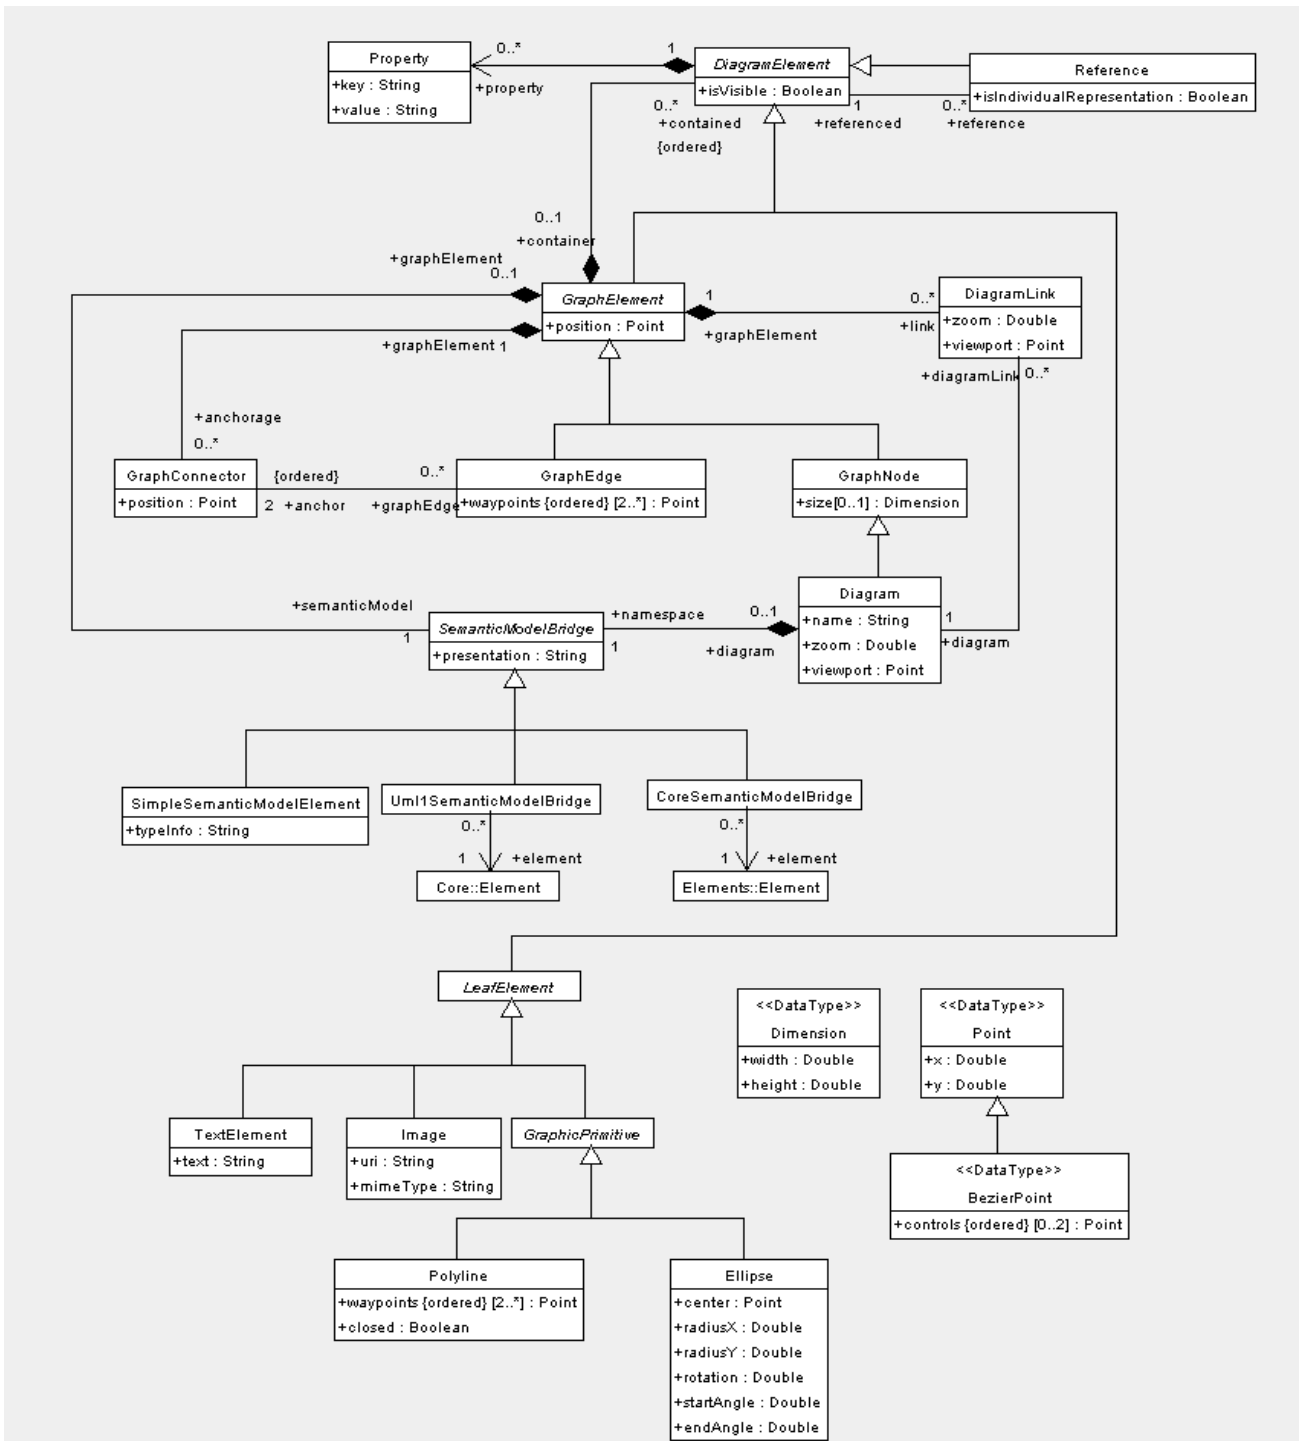 0..*
1
Property
+key : String
+value : String
+property
DiagramElement
+isVisible : Boolean
Reference
+isIndividualRepresentation : Boolean
0..*
+contained
{ordered}
1
+referenced
0..*
+reference
0..1
+container
+graphElement
0..1
GraphElement
+position : Point
1
+graphElement
0..*
+link
DiagramLink
+zoom : Double
+viewport : Point
+graphElement 1
+diagramLink 0..*
+anchorage
0..*
GraphConnector
+position : Point
{ordered}
2 +anchor
0..*
+graphEdge
GraphEdge
+waypoints {ordered} [2..*] : Point
GraphNode
+size[0..1] : Dimension
+semanticModel
1
SemanticModelBridge
+presentation : String
+namespace
1
0..1
+diagram
Diagram
+name : String
+zoom : Double
+viewport : Point
1
+diagram
SimpleSemanticModelElement
+typeInfo : String
Uml1SemanticModelBridge
0..*
1
+element
Core::Element
CoreSemanticModelBridge
0..*
1
+element
Elements::Element
LeafElement
<<DataType>>
Dimension
+width : Double
+height : Double
<<DataType>>
Point
+x : Double
+y : Double
TextElement
+text : String
Image
+uri : String
+mimeType : String
GraphicPrimitive
<<DataType>>
BezierPoint
+controls {ordered} [0..2] : Point
Polyline
+waypoints {ordered} [2..*] : Point
+closed : Boolean
Ellipse
+center : Point
+radiusX : Double
+radiusY : Double
+rotation : Double
+startAngle : Double
+endAngle : Double